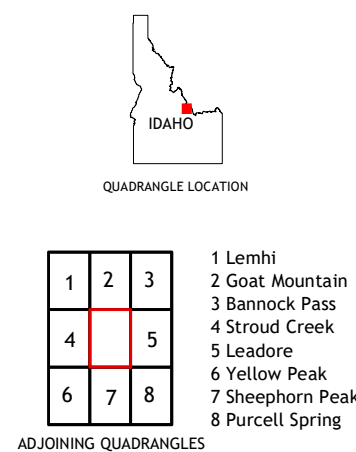 IDAHO
QUADRANGLE LOCATION
1 2 3
4 5
6 7 8
1 Lemhi
2 Goat Mountain
3 Bannock Pass
4 Stroud Creek
5 Leadore
6 Yellow Peak
7 Sheephorn Peak
8 Purcell Spring
ADJOINING QUADRANGLES